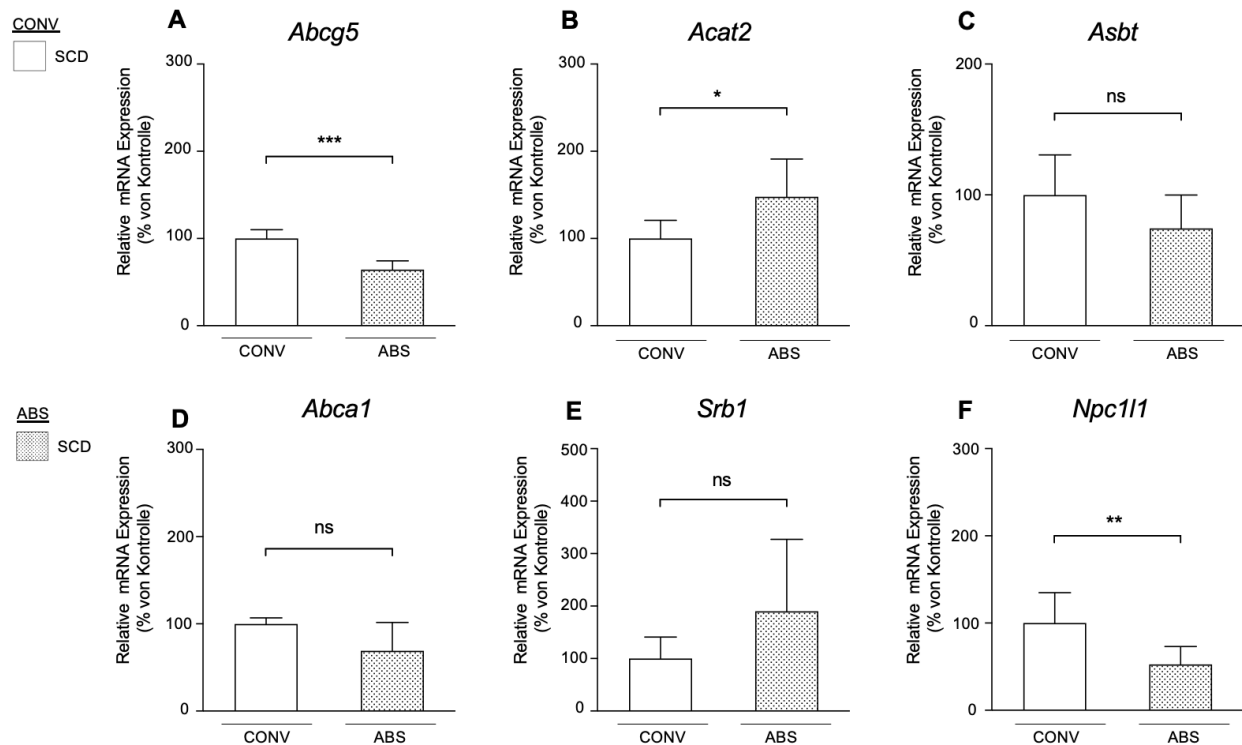 CONV
SCD
A
Abcg5
Relative mRNA Expression
(% von Kontrolle)
300
200
100
0
***
CONV
ABS
B
Acat2
Relative mRNA Expression
(% von Kontrolle)
300
200
100
0
*
CONV
ABS
C
Asbt
Relative mRNA Expression
(% von Kontrolle)
200
100
0
ns
CONV
ABS
ABS
SCD
D
Abca1
Relative mRNA Expression
(% von Kontrolle)
300
200
100
0
ns
CONV
ABS
E
Srb1
Relative mRNA Expression
(% von Kontrolle)
500
400
300
200
100
0
ns
CONV
ABS
F
Npc1l1
Relative mRNA Expression
(% von Kontrolle)
300
200
100
0
**
CONV
ABS